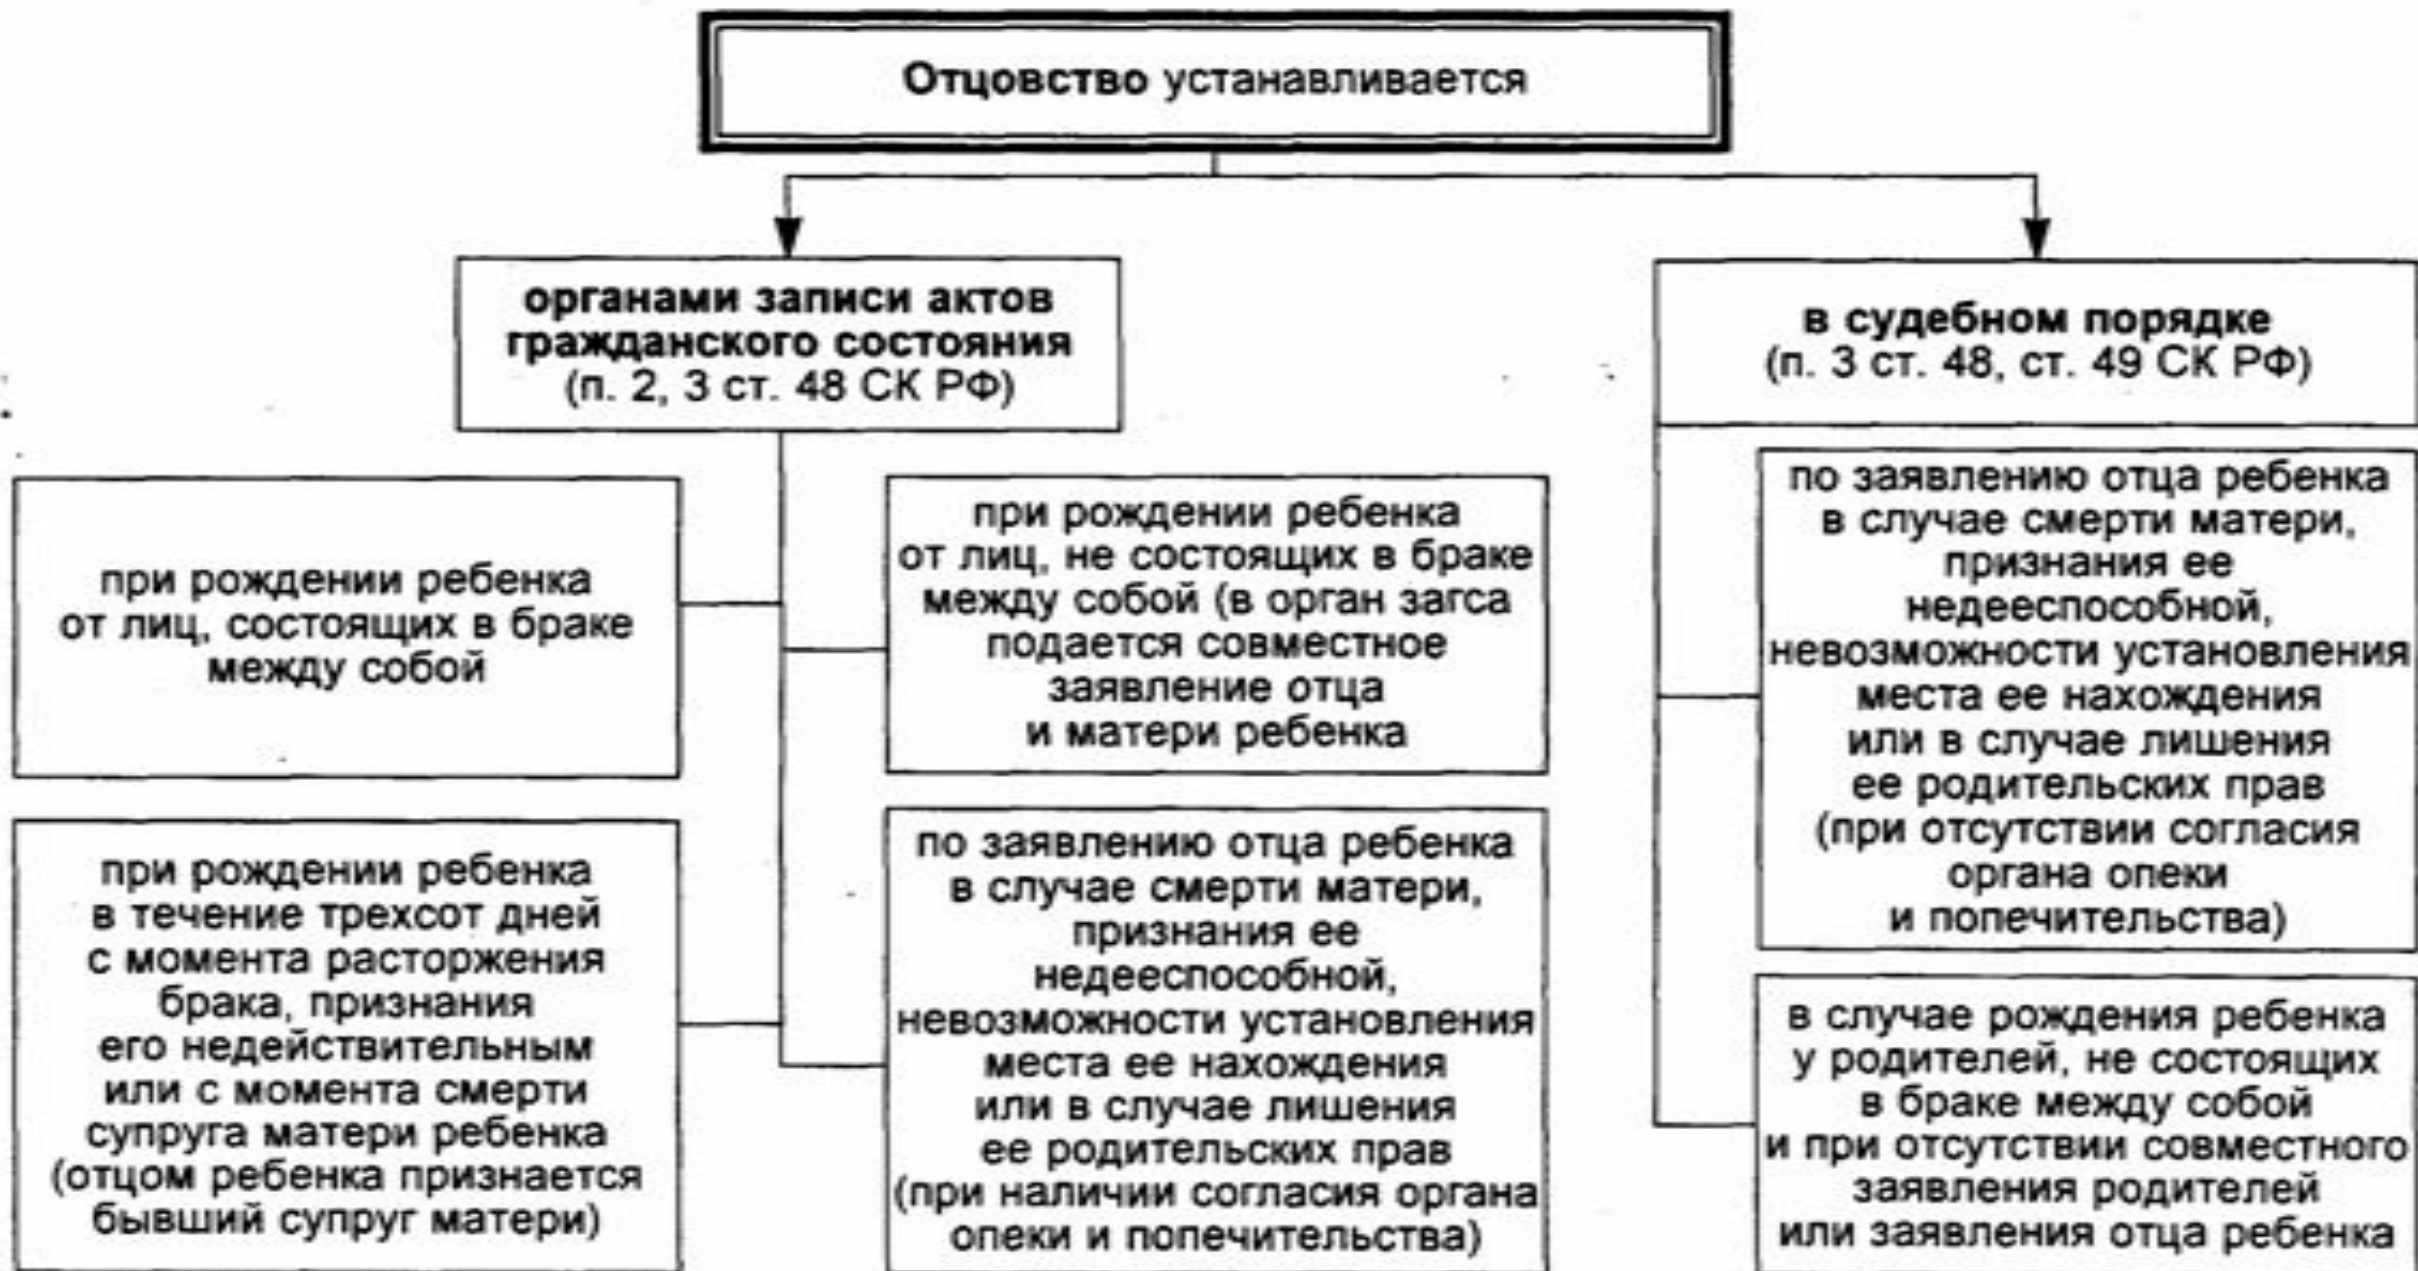 Отцовство устанавливается
органами записи актов
гражданского состояния
(п. 2, 3 ст. 48 СК РФ)
при рождении ребенка
от лиц, состоящих в браке
между собой
при рождении ребенка
от лиц, не состоящих в браке
между собой (в орган загса
подается совместное
заявление отца
и матери ребенка
при рождении ребенка
в течение трехсот дней
с момента расторжения
брака, признания
его недействительным
или с момента смерти
супруга матери ребенка
(отцом ребенка признается
бывший супруг матери)
по заявлению отца ребенка
в случае смерти матери,
признания ее
недееспособной,
невозможности установления
места ее нахождения
или в случае лишения
ее родительских прав
(при наличии согласия органа
опеки и попечительства)
в судебном порядке
(п. 3 ст. 48, ст. 49 СК РФ)
по заявлению отца ребенка
в случае смерти матери,
признания ее
недееспособной,
невозможности установления
места ее нахождения
или в случае лишения
ее родительских прав
(при отсутствии согласия
органа опеки
и попечительства)
в случае рождения ребенка
у родителей, не состоящих
в браке между собой
и при отсутствии совместного
заявления родителей
или заявления отца ребенка